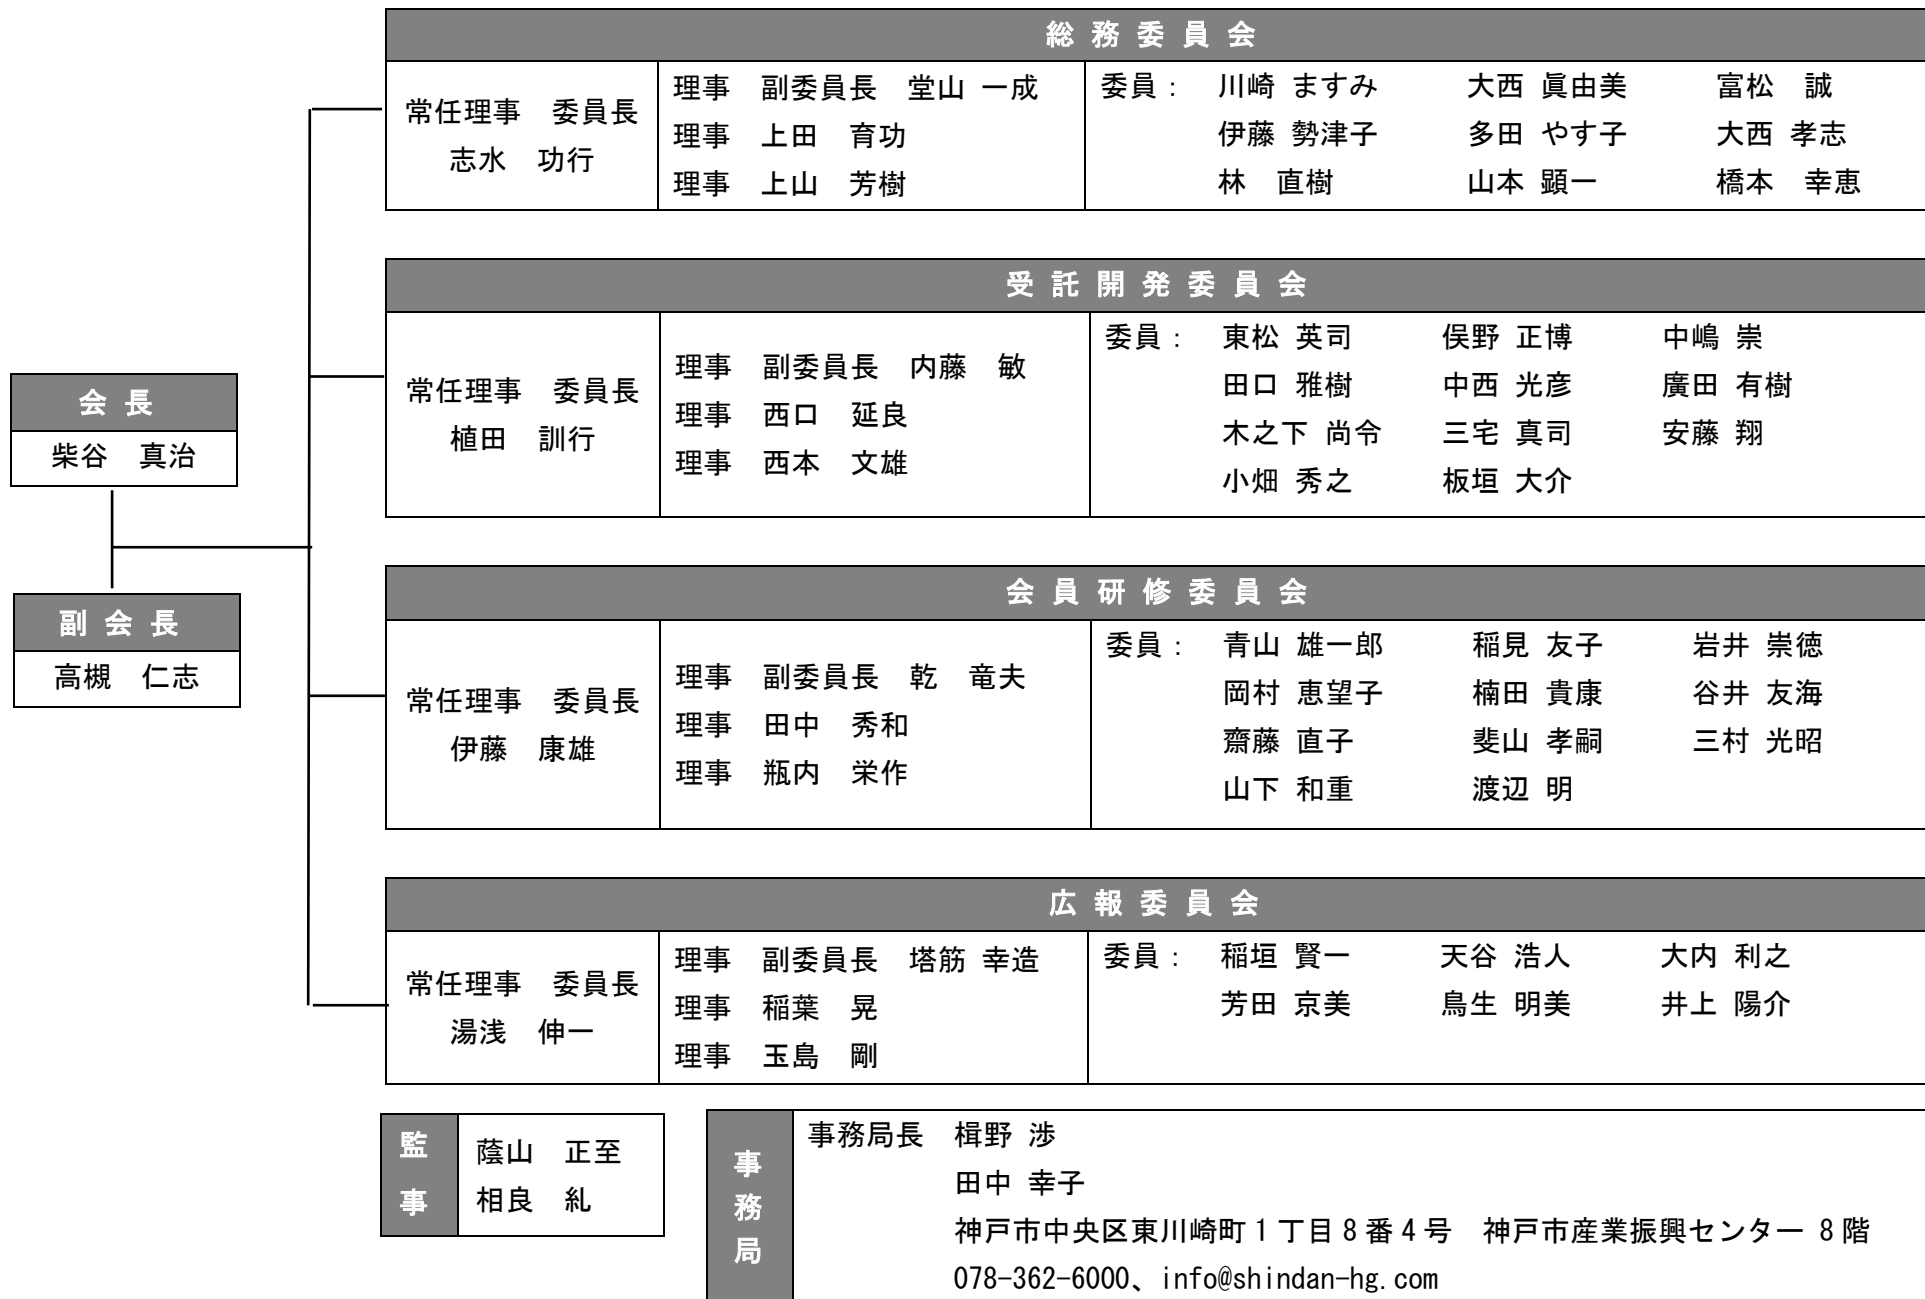 総務委員会
常任理事　委員長
志水　功行
理事　副委員長　堂山 一成
理事　上田　育功
理事　上山　芳樹
委員：　川崎 ますみ　大西 眞由美　富松　誠
伊藤 勢津子　多田 やす子　大西 孝志
林　直樹　山本 顕一　橋本　幸恵
受託開発委員会
常任理事　委員長
植田　訓行
理事　副委員長　内藤　敏
理事　西口　延良
理事　西本　文雄
委員：　東松 英司　俣野 正博　中嶋 崇
田口 雅樹　中西 光彦　廣田 有樹
木之下 尚令　三宅 真司　安藤 翔
小畑 秀之　板垣 大介
会長
柴谷　真治
副会長
高槻　仁志
会員研修委員会
常任理事　委員長
伊藤　康雄
理事　副委員長　乾　竜夫
理事　田中　秀和
理事　瓶内　栄作
委員：　青山 雄一郎　稲見 友子　岩井 崇徳
岡村 恵望子　楠田 貴康　谷井 友海
齋藤 直子　斐山 孝嗣　三村 光昭
山下 和重　渡辺 明
広報委員会
常任理事　委員長
湯浅　伸一
理事　副委員長　塔筋 幸造
理事　稲葉　晃
理事　玉島　剛
委員：　稲垣 賢一　天谷 浩人　大内 利之
芳田 京美　鳥生 明美　井上 陽介
監事
蔭山　正至
相良　糺
事務局
事務局長　楫野 渉
田中 幸子
神戸市中央区東川崎町1丁目8番4号　神戸市産業振興センター 8階
078-362-6000、info@shindan-hg.com